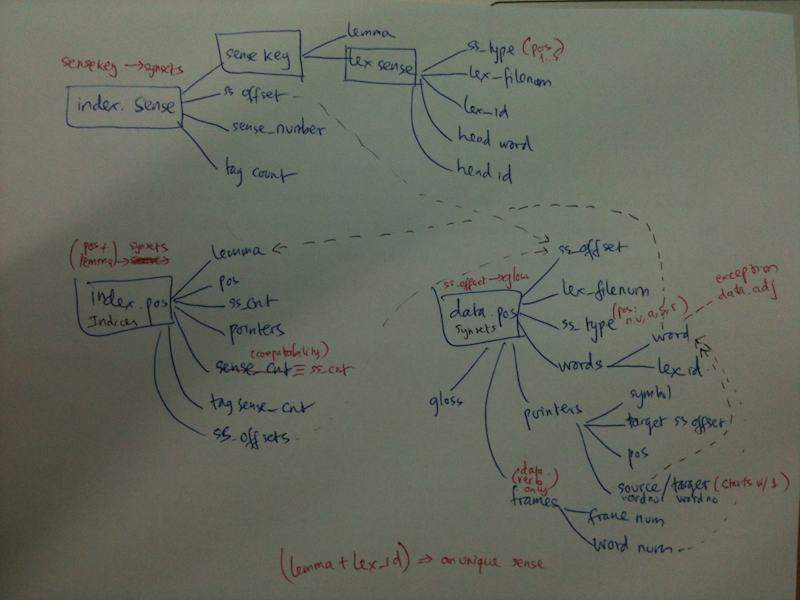 sensekey → synsets
index. Sense
sense key
lemma
lex sense
ss_type (pos
lex-filenum
lex_id
head word
head id
ss offset
sense_number
tag count
(pos +
lemma) → synsets
index.pos
Indices
lemma
pos
ss_cnt
pointers
(compatability)
sense_cnt ≡ ss_cnt
tag sense_cnt
ss_offsets
ss_offset → gloss
data.pos
synsets
ss_offset
lex_filenum
ss_type (pos:
n,v,a,s,r)
words
word
lex_id
exception
data.adj
gloss
pointers
symbol
target ss offset
pos
source/target (starts w/ 1)
word no word no
(data
verb
only)
frames
frame num
word num
(lemma + lex_id) ⇒ an unique sense